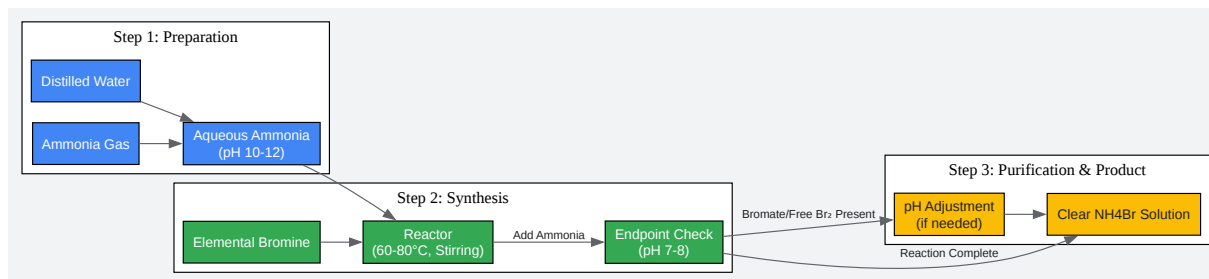 Step 1: Preparation
Distilled Water
Ammonia Gas
Aqueous Ammonia
(pH 10-12)
Step 2: Synthesis
Elemental Bromine
Reactor
(60-80°C, Stirring)
Add Ammonia
Endpoint Check
(pH 7-8)
Bromate/Free Br₂ Present
Reaction Complete
Step 3: Purification & Product
pH Adjustment
(if needed)
Clear NH4Br Solution